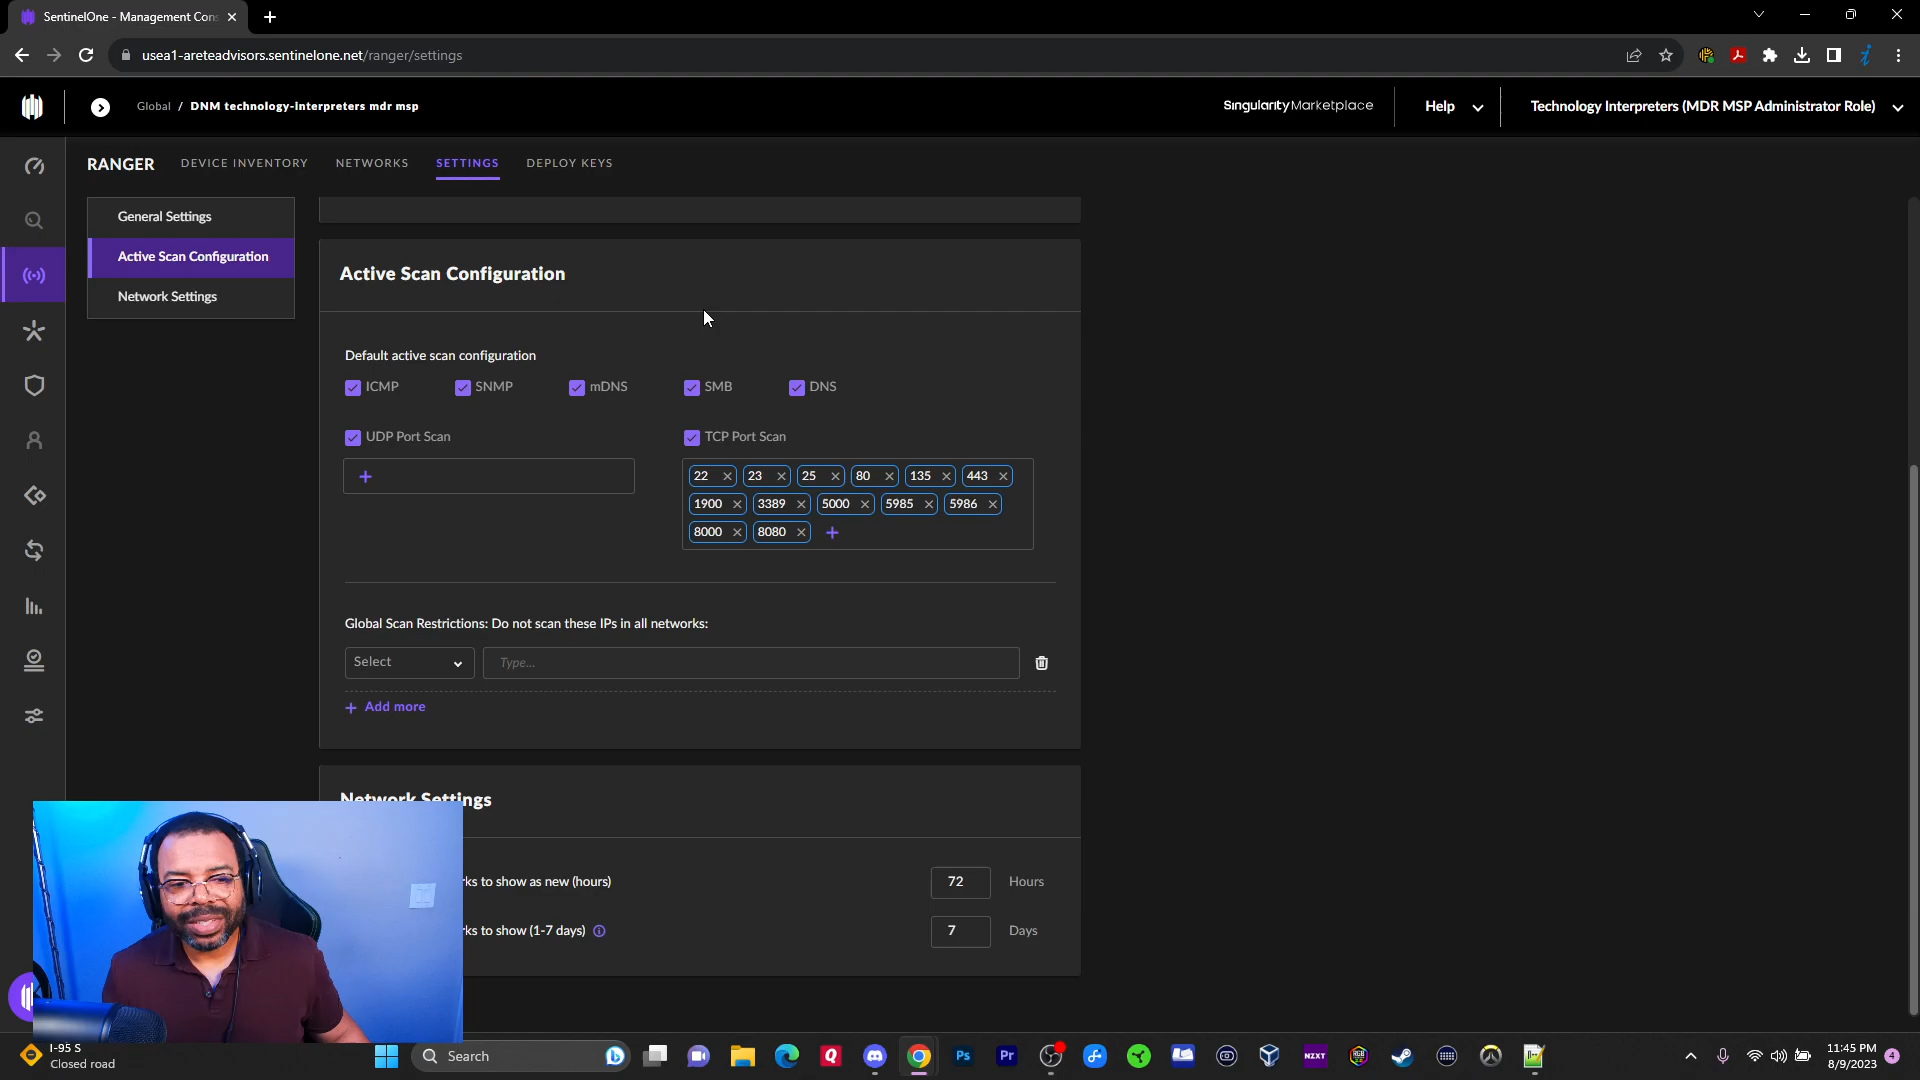 SentinelOne - Management Cons
usea1-areteadvisors.sentinelone.net/ranger/settings
Global / DNM technology-interpreters mdr msp
SingularityMarketplace
Help
Technology Interpreters (MDR MSP Administrator Role)
RANGER
DEVICE INVENTORY
NETWORKS
SETTINGS
DEPLOY KEYS
General Settings
Active Scan Configuration
Network Settings
Active Scan Configuration
Default active scan configuration
ICMP SNMP mDNS SMB DNS
UDP Port Scan TCP Port Scan
22 23 25 80 135 443
1900 3389 5000 5985 5986
8000 8080
Global Scan Restrictions: Do not scan these IPs in all networks:
Select Type...
+ Add more
Network Settings
to show as new (hours) 72 Hours
to show (1-7 days) 7 Days
I-95 S
Closed road
Search
Ps
Pr
NZXT
11:45 PM
8/9/2023
4